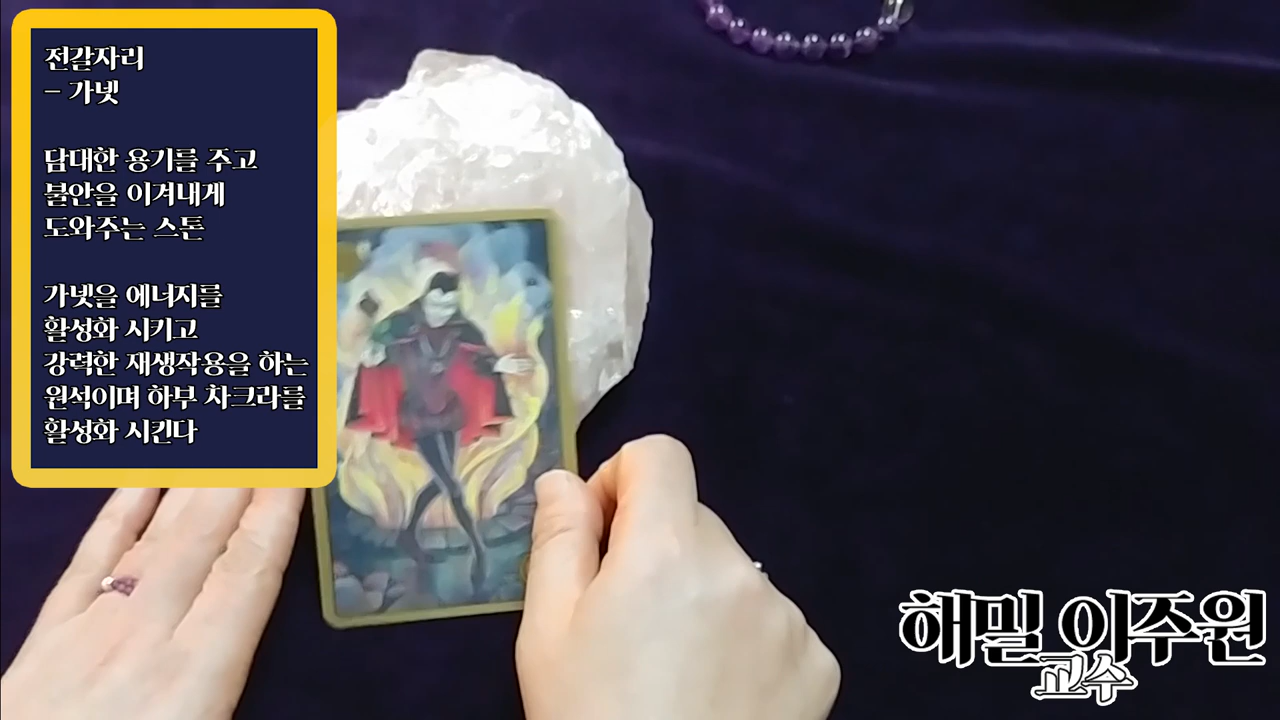 전갈자리
- 가넷
담대한 용기를 주고
불안을 이겨내게
도와주는 스톤
가넷을 에너지를
활성화 시키고
강력한 재생작용을 하는
원석이며 하부 차크라를
활성화 시킨다
해밀 이주원
교수